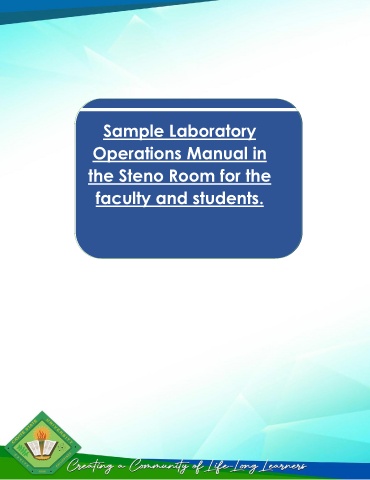 Sample Laboratory
Operations Manual in
the Steno Room for the
faculty and students.
Creating a Community of Life-Long Learners